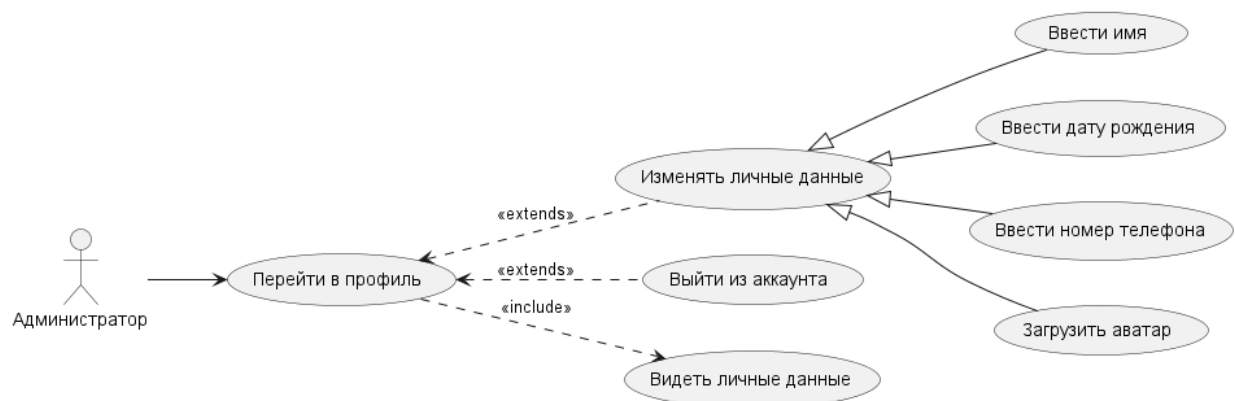 Ввести имя
Ввести дату рождения
Изменять личные данные
«extends»
Ввести номер телефона
Перейти в профиль
«extends»
Выйти из аккаунта
Администратор
«include»
Загрузить аватар
Видеть личные данные